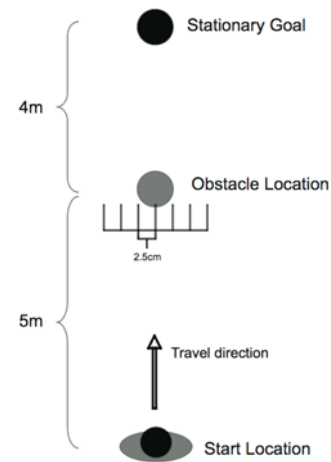 Stationary Goal
4m
Obstacle Location
2.5cm
5m
Travel direction
Start Location